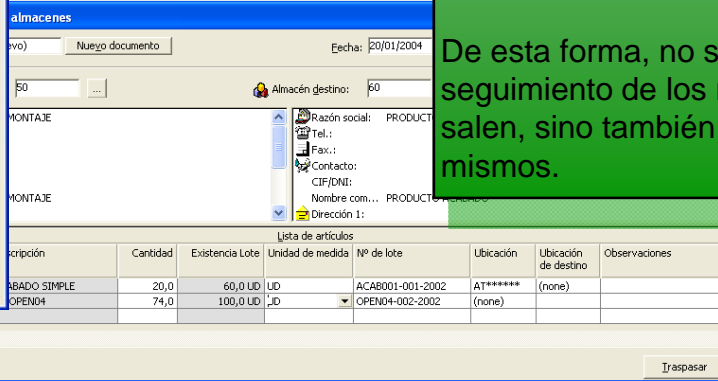 almacenes
evo) Nuevo documento Fecha: 20/01/2004
50 ... Almacén destino: 60
MONTAJE
MONTAJE
Razón social: PRODUCT
Tel.:
Fax.:
Contacto:
CIF/DNI:
Nombre com... PRODUCTO ACABADO
Dirección 1:
De esta forma, no s
seguimiento de los
salen, sino también
mismos.
Lista de artículos
scripción Cantidad Existencia Lote Unidad de medida Nº de lote Ubicación Ubicación de destino Observaciones
ABADO SIMPLE 20,0 60,0 UD UD ACAB001-001-2002 AT****** (none)
OPEN04 74,0 100,0 UD UD OPEN04-002-2002 (none)
Traspasar